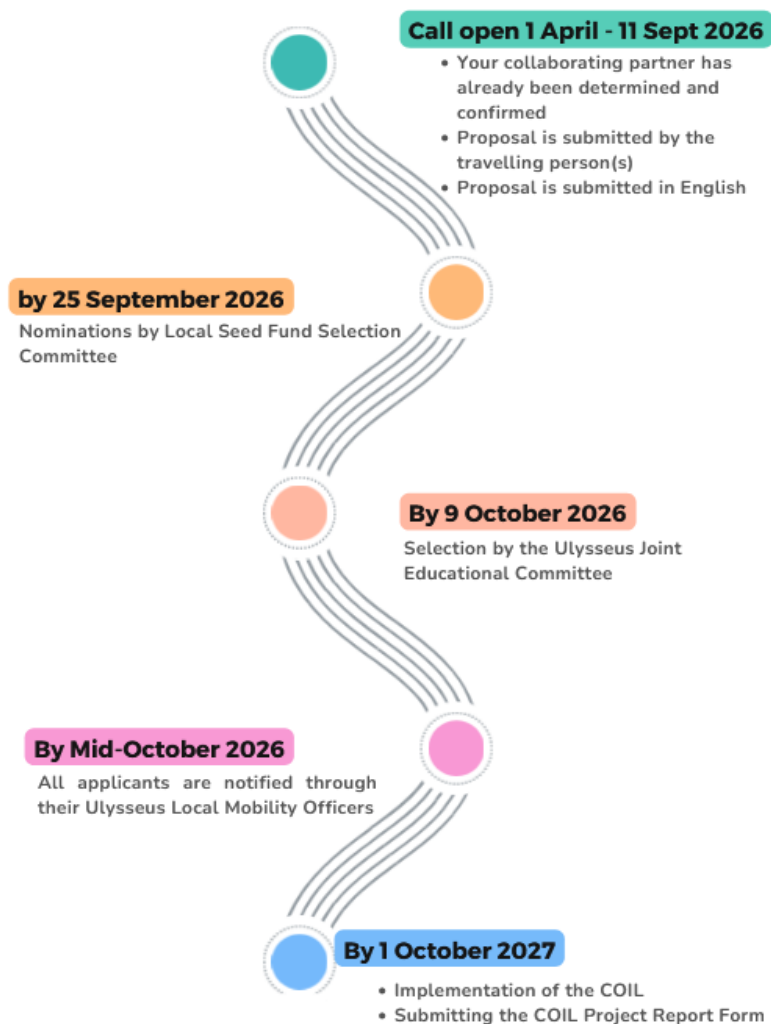 Call open 1 April - 11 Sept 2026
• Your collaborating partner has
already been determined and
confirmed
• Proposal is submitted by the
travelling person(s)
• Proposal is submitted in English
by 25 September 2026
Nominations by Local Seed Fund Selection
Committee
By 9 October 2026
Selection by the Ulysseus Joint
Educational Committee
By Mid-October 2026
All applicants are notified through
their Ulysseus Local Mobility Officers
By 1 October 2027
• Implementation of the COIL
• Submitting the COIL Project Report Form